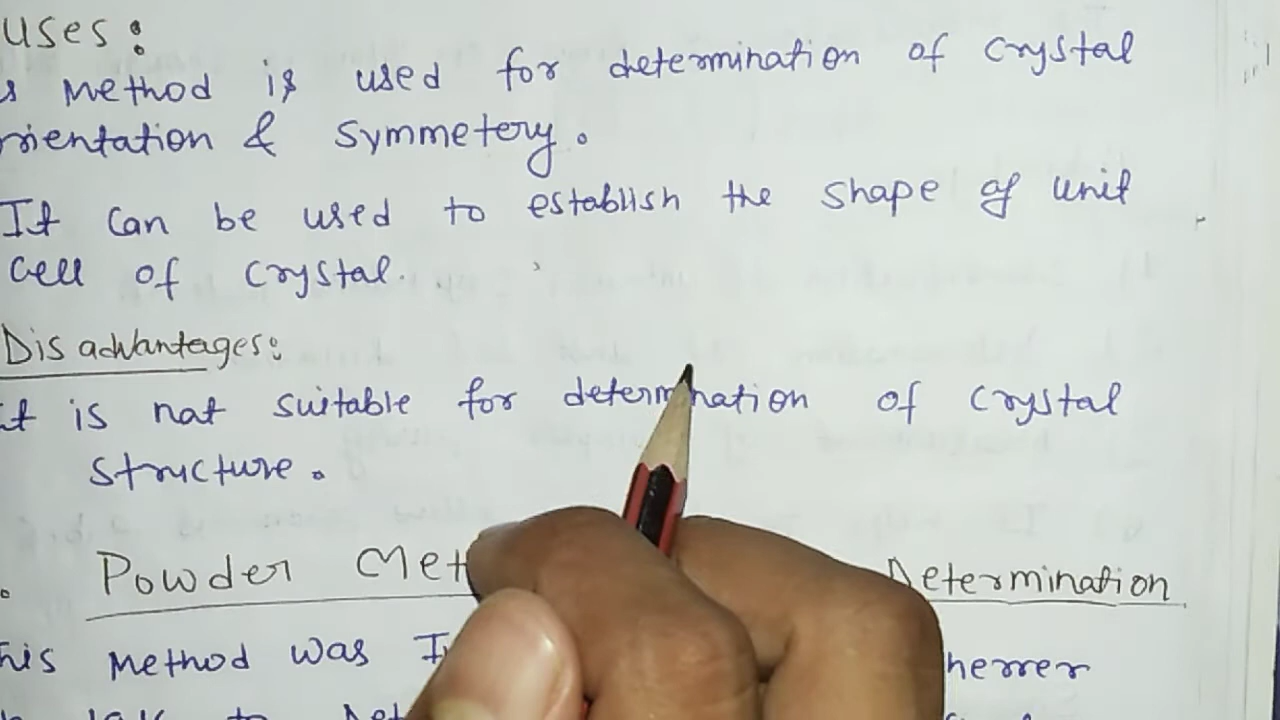 uses:
s Method is used for determination of crystal
rientation & symmetery.
It can be used to establish the shape of unit
cell of crystal.
Disadvantages:
it is not suitable for determination of crystal
structure.
Powder Met Determination
his Method was herrer